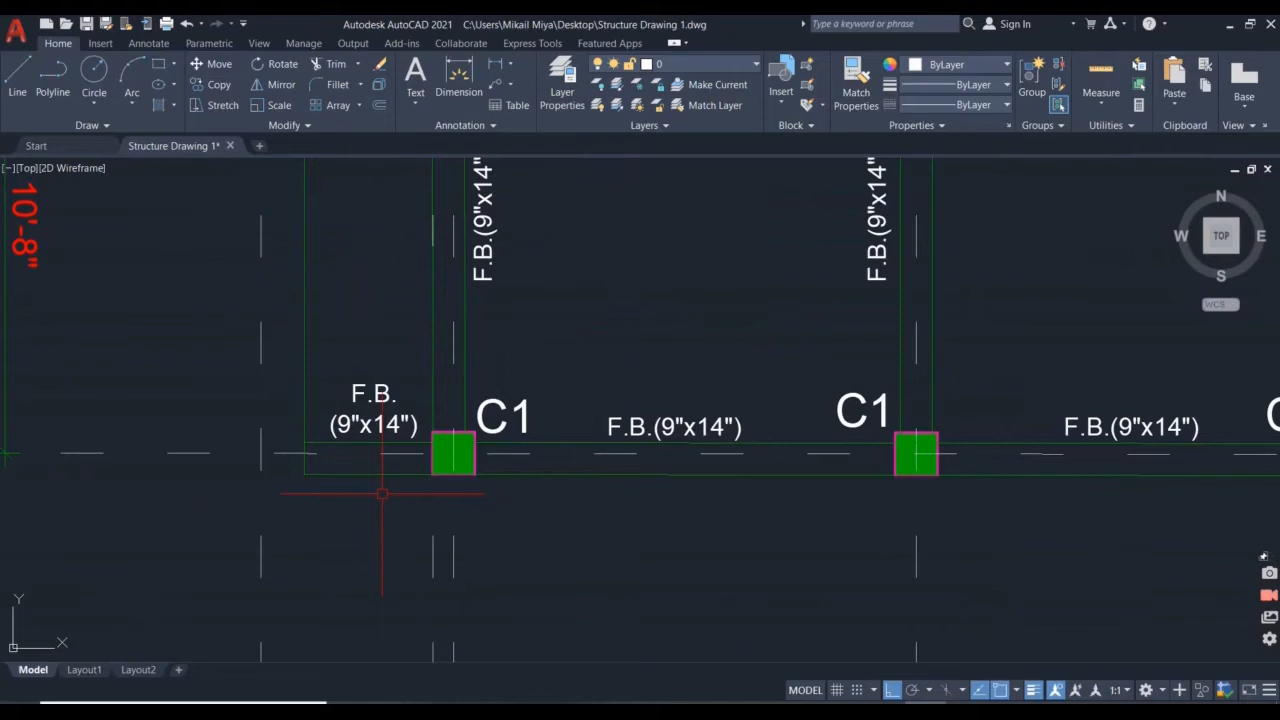 Autodesk AutoCAD 2021 C:\Users\Mikail Miya\Desktop\Structure Drawing 1.dwg
Type a keyword or phrase
Sign In
Home Insert Annotate Parametric View Manage Output Add-ins Collaborate Express Tools Featured Apps
Line
Polyline
Circle
Arc
Draw
Move
Rotate
Trim
Copy
Mirror
Fillet
Stretch
Scale
Array
Modify
Text
Dimension
Table
Annotation
Layer
Properties
0
Make Current
Match Layer
Layers
Insert
Block
Match
Properties
ByLayer
ByLayer
ByLayer
Properties
Group
Groups
Measure
Utilities
Paste
Clipboard
Base
View
Start
Structure Drawing 1*
[−][Top][2D Wireframe]
10'-8"
F.B.(9"x14")
F.B.(9"x14")
N
W
TOP
E
S
WCS
F.B.
(9"x14")
C1
F.B.(9"x14")
C1
F.B.(9"x14")
Y
X
Model
Layout1
Layout2
MODEL
1:1